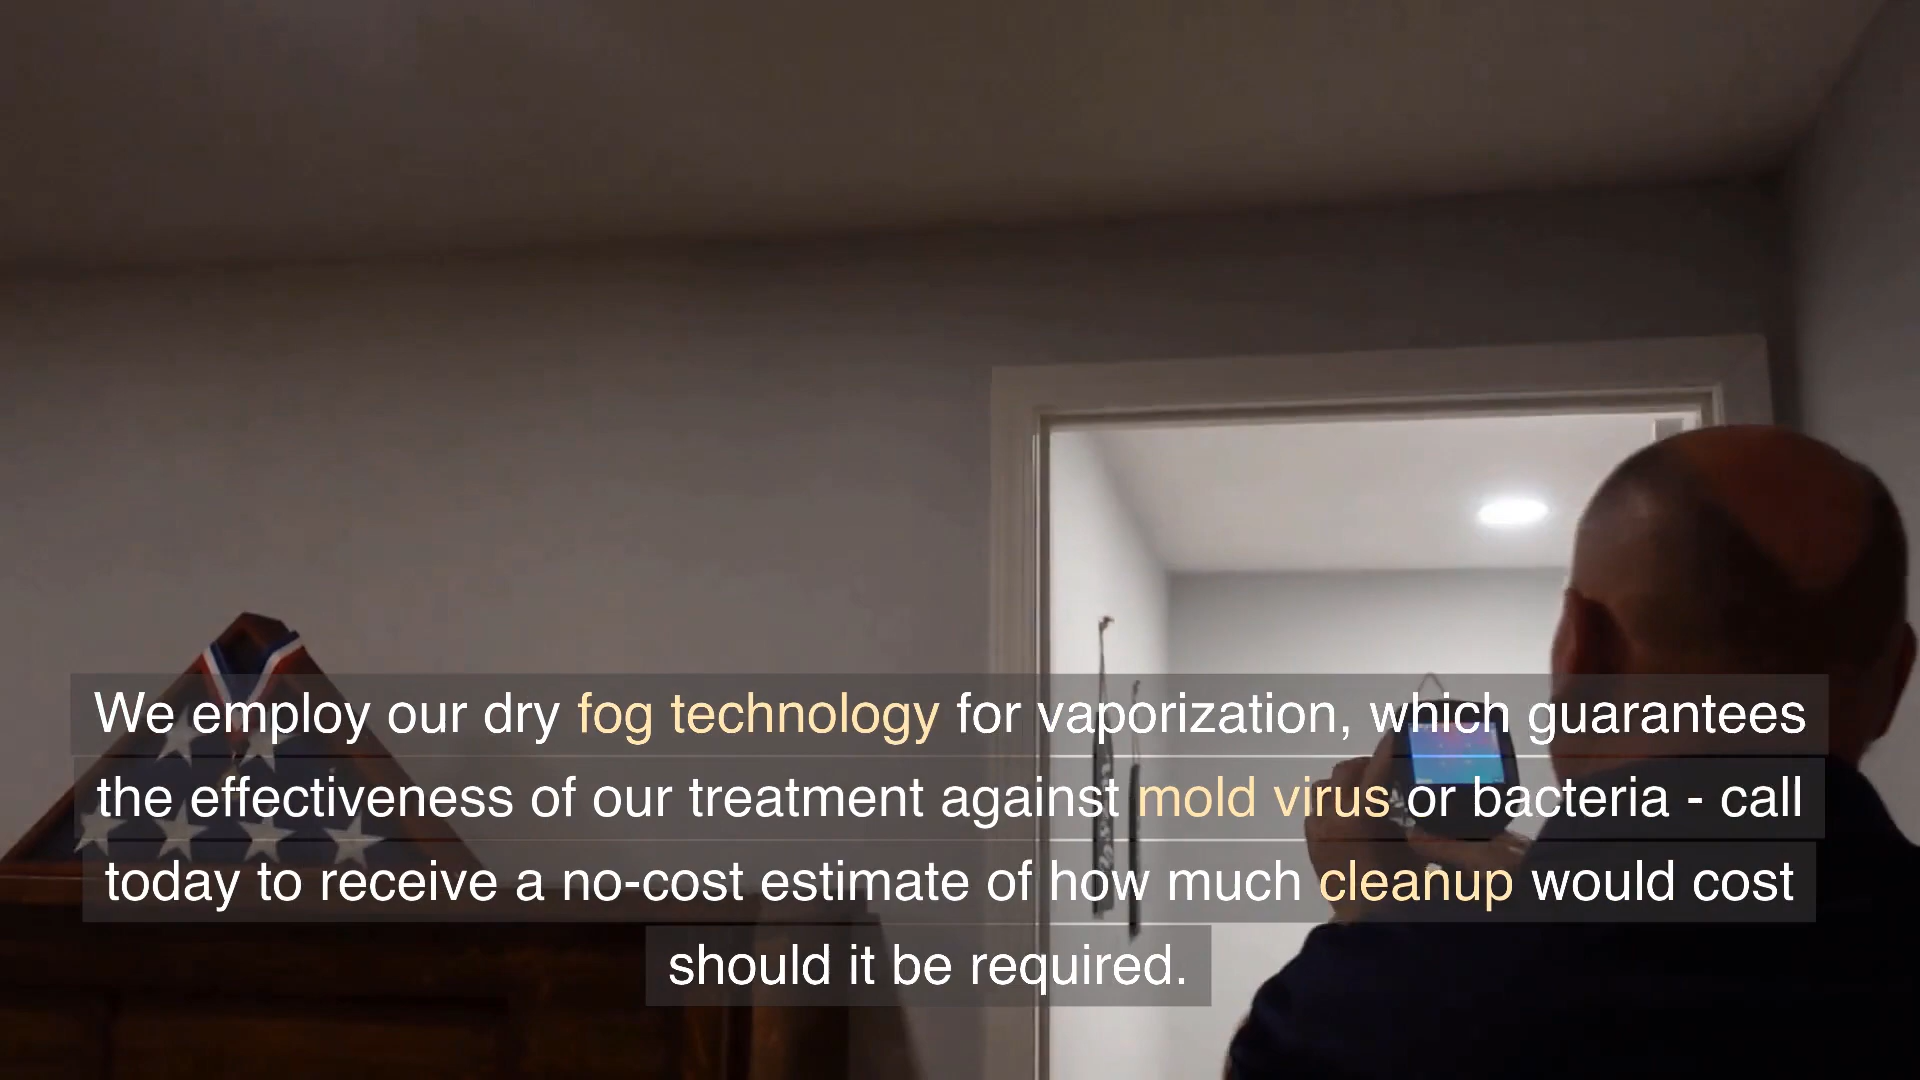 We employ our dry fog technology for vaporization, which guarantees
the effectiveness of our treatment against mold virus or bacteria - call
today to receive a no-cost estimate of how much cleanup would cost
should it be required.